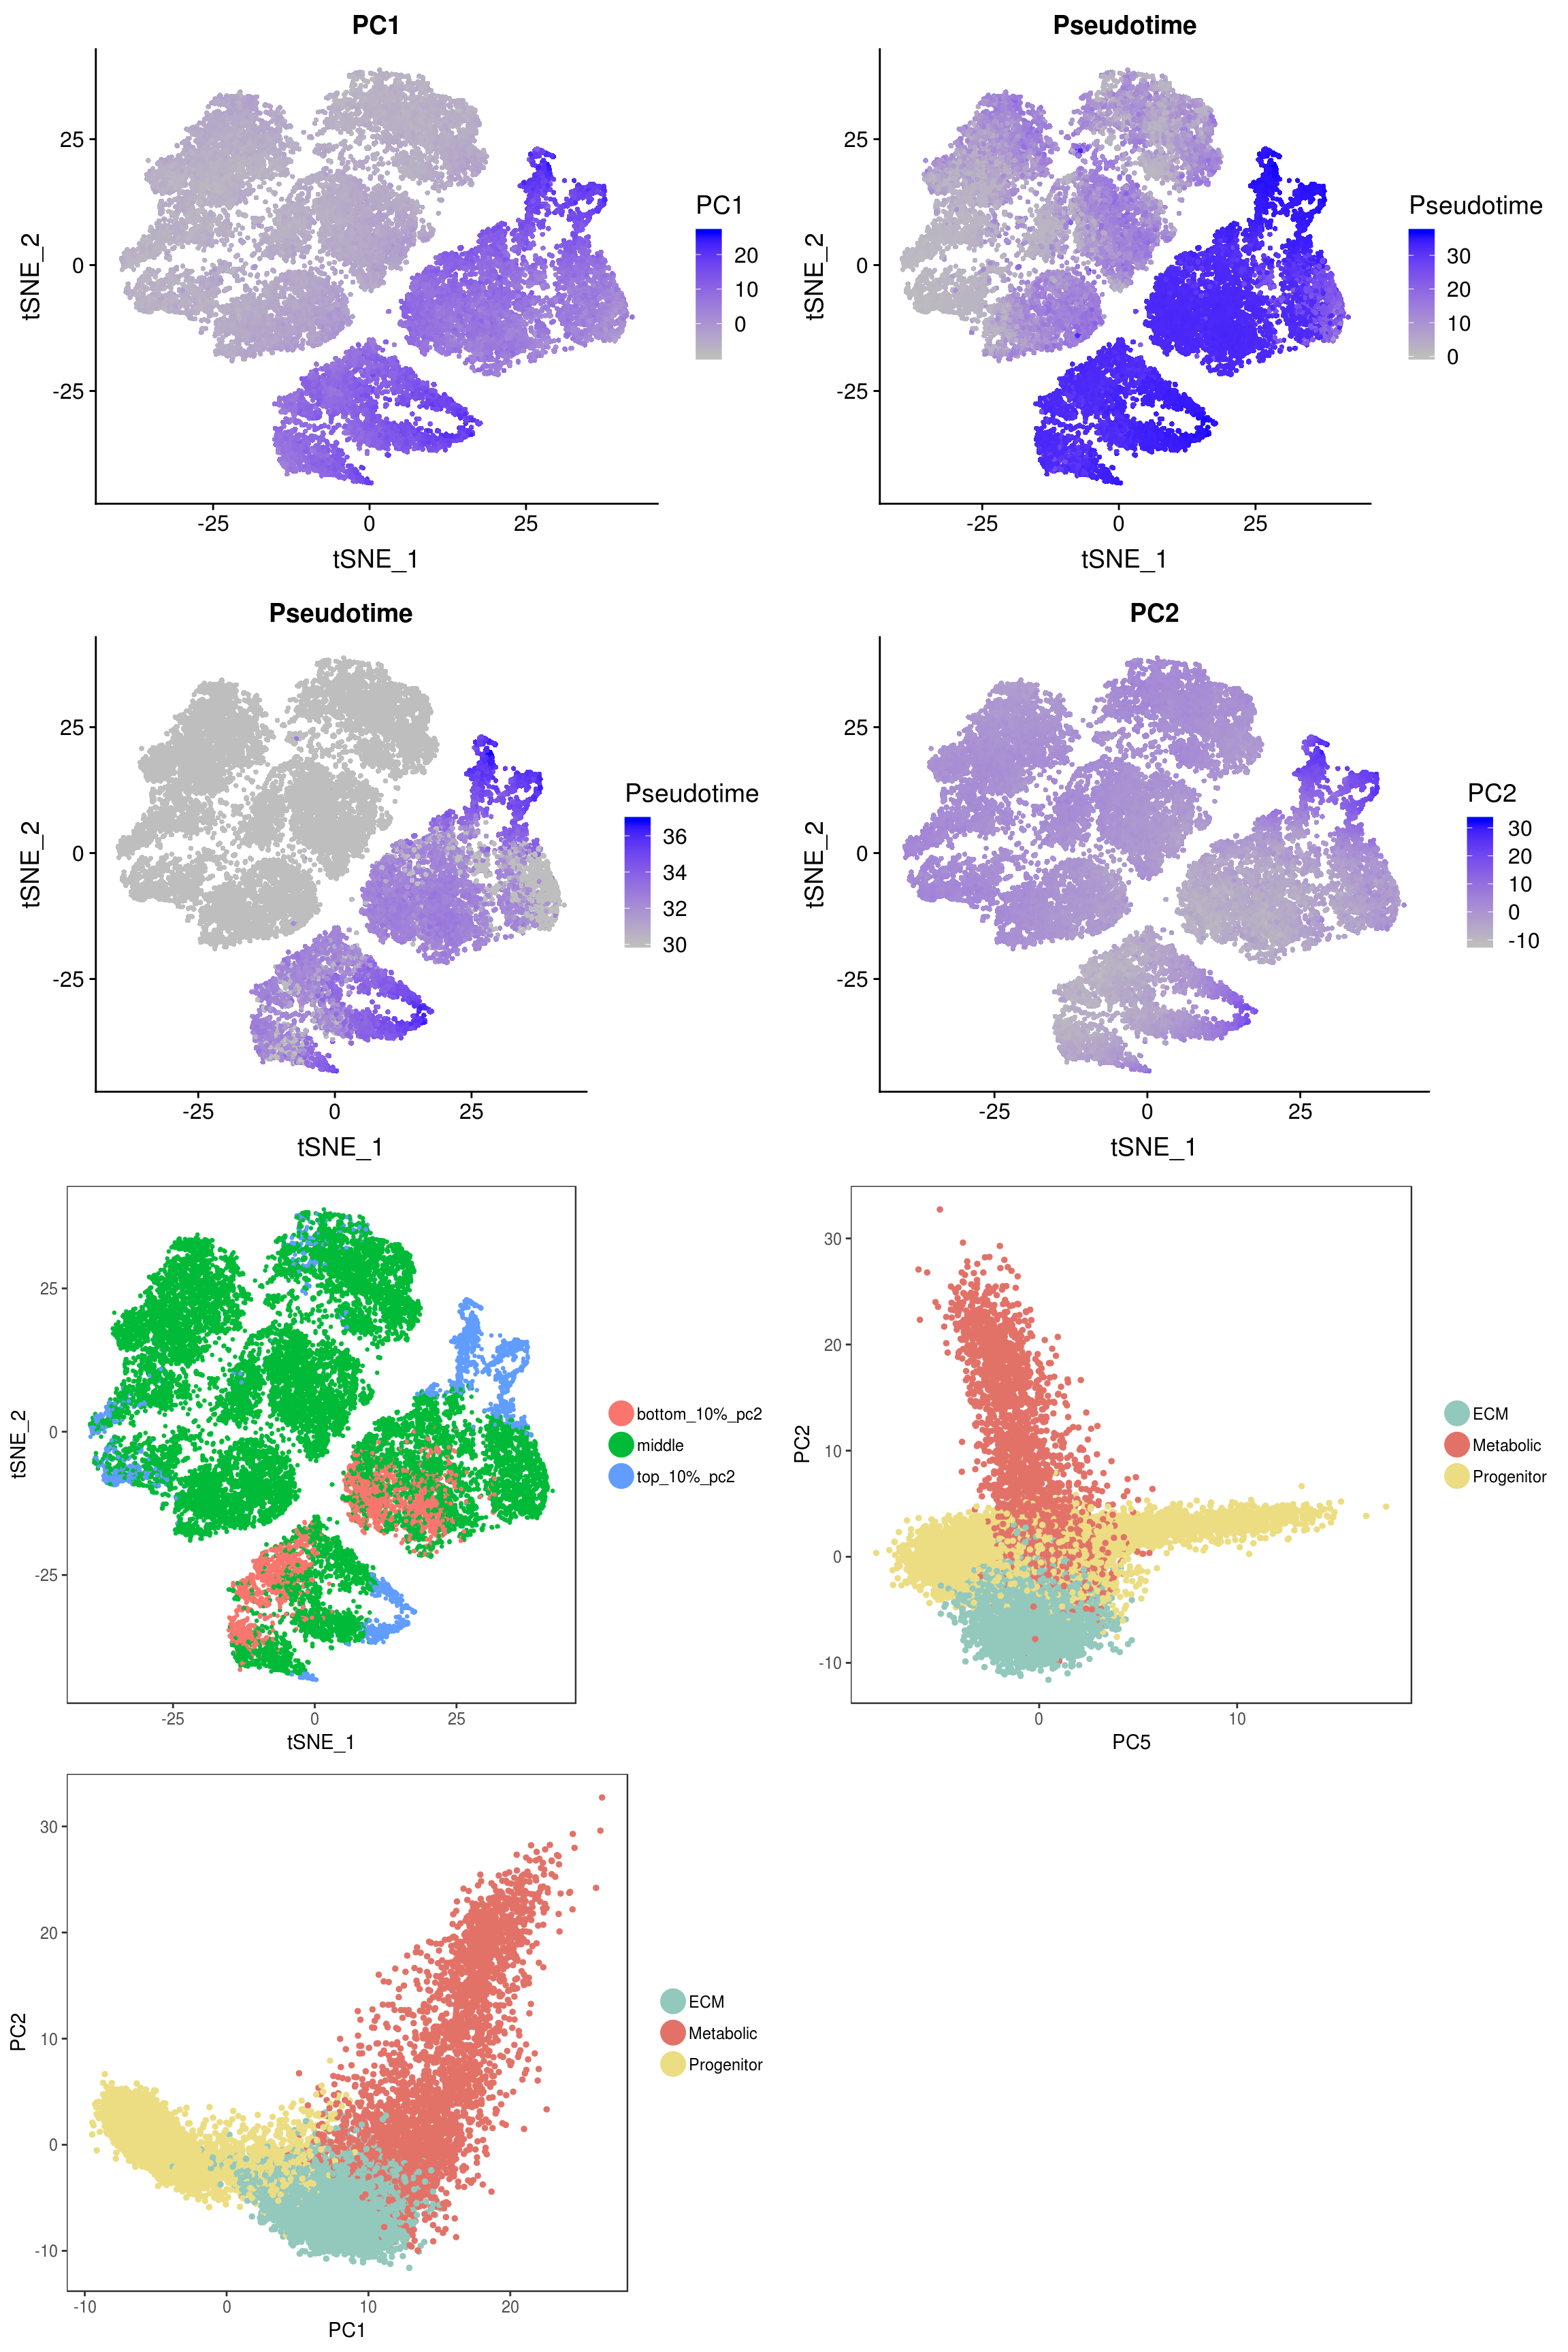 PC1
25
0
-25
tSNE_2
-25
0
25
tSNE_1
PC1
20
10
0
Pseudotime
25
0
-25
tSNE_2
-25
0
25
tSNE_1
Pseudotime
30
20
10
0
Pseudotime
25
0
-25
tSNE_2
-25
0
25
tSNE_1
Pseudotime
36
34
32
30
PC2
25
0
-25
tSNE_2
-25
0
25
tSNE_1
PC2
30
20
10
0
-10
25
0
-25
tSNE_2
-25
0
25
tSNE_1
bottom_10%_pc2
middle
top_10%_pc2
30
20
10
0
-10
PC2
0
10
PC5
ECM
Metabolic
Progenitor
30
20
10
0
-10
PC2
-10
0
10
20
PC1
ECM
Metabolic
Progenitor